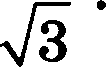 √3 .